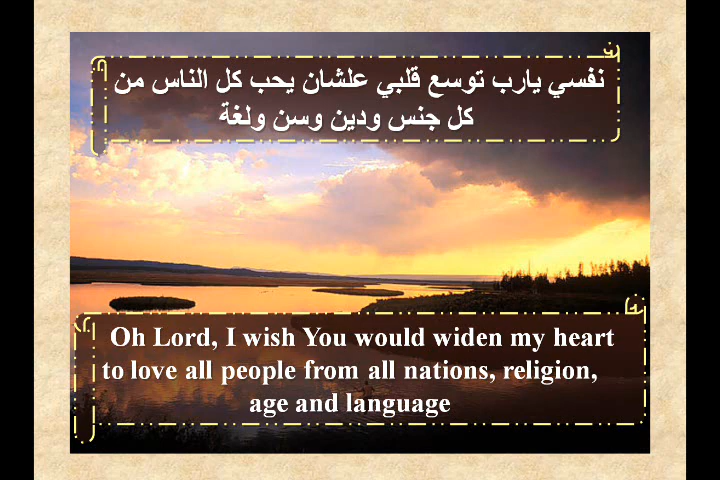 نفسي يارب توسع قلبي علشان يحب كل الناس من
كل جنس ودين وسن ولغة
Oh Lord, I wish You would widen my heart
to love all people from all nations, religion,
age and language